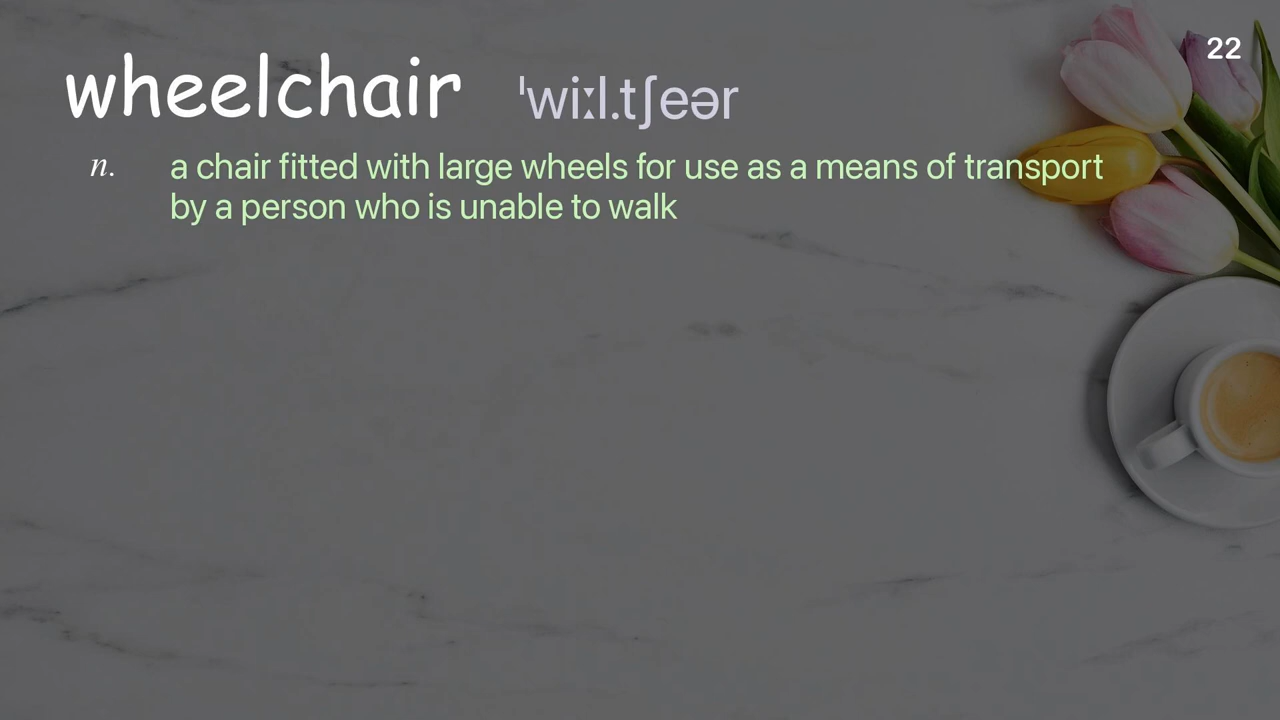 22
wheelchair ˈwiːl.tʃeər
n. a chair fitted with large wheels for use as a means of transport
by a person who is unable to walk